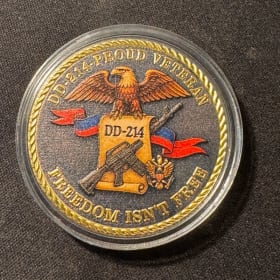 DD-214-PROUD VETERAN
DD-214
FREEDOM ISN'T FREE